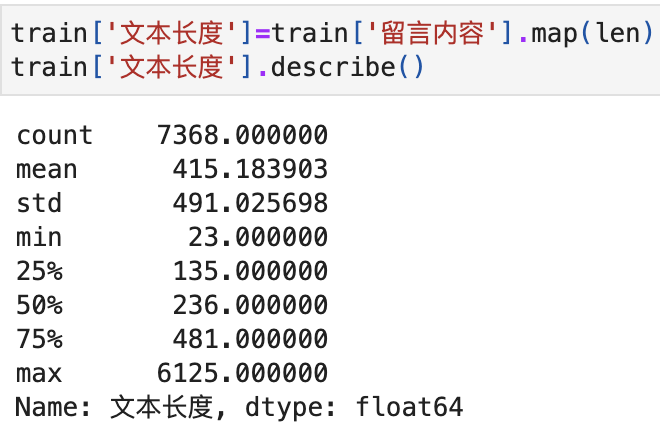 train['文本长度']=train['留言内容'].map(len)
train['文本长度'].describe()
count    7368.000000
mean      415.183903
std       491.025698
min        23.000000
25%       135.000000
50%       236.000000
75%       481.000000
max      6125.000000
Name: 文本长度, dtype: float64